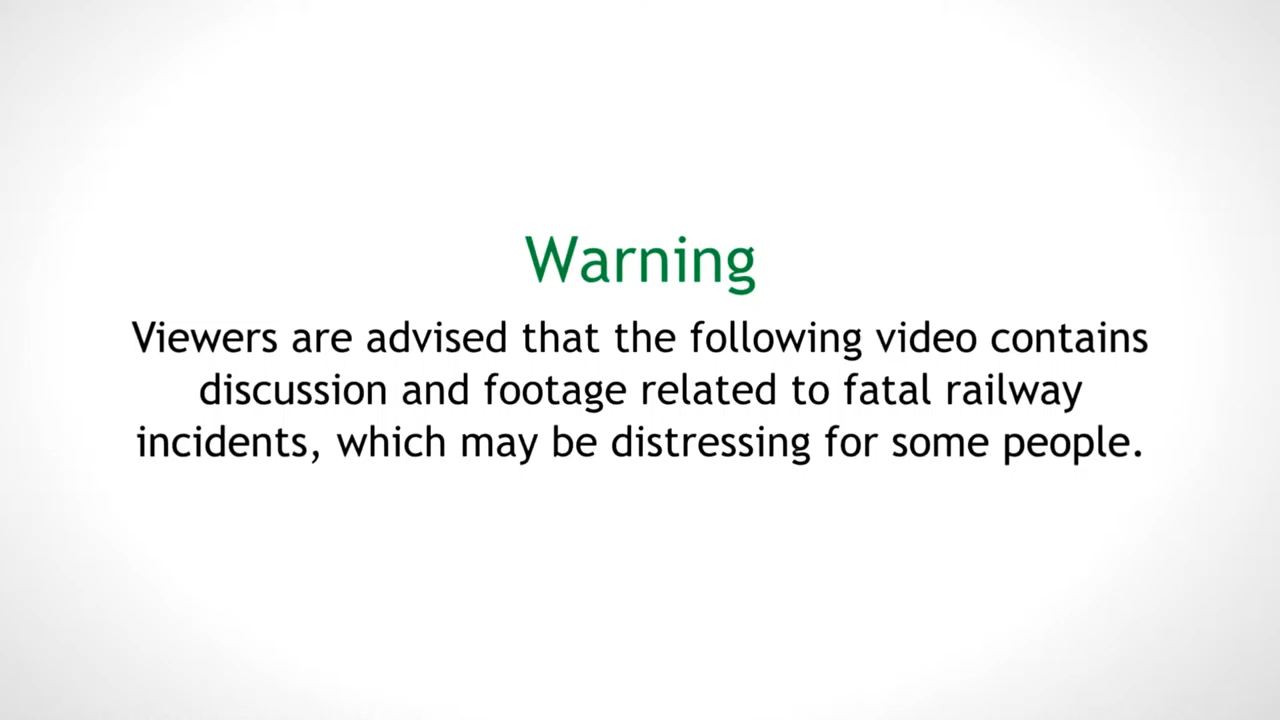 Warning
Viewers are advised that the following video contains
discussion and footage related to fatal railway
incidents, which may be distressing for some people.